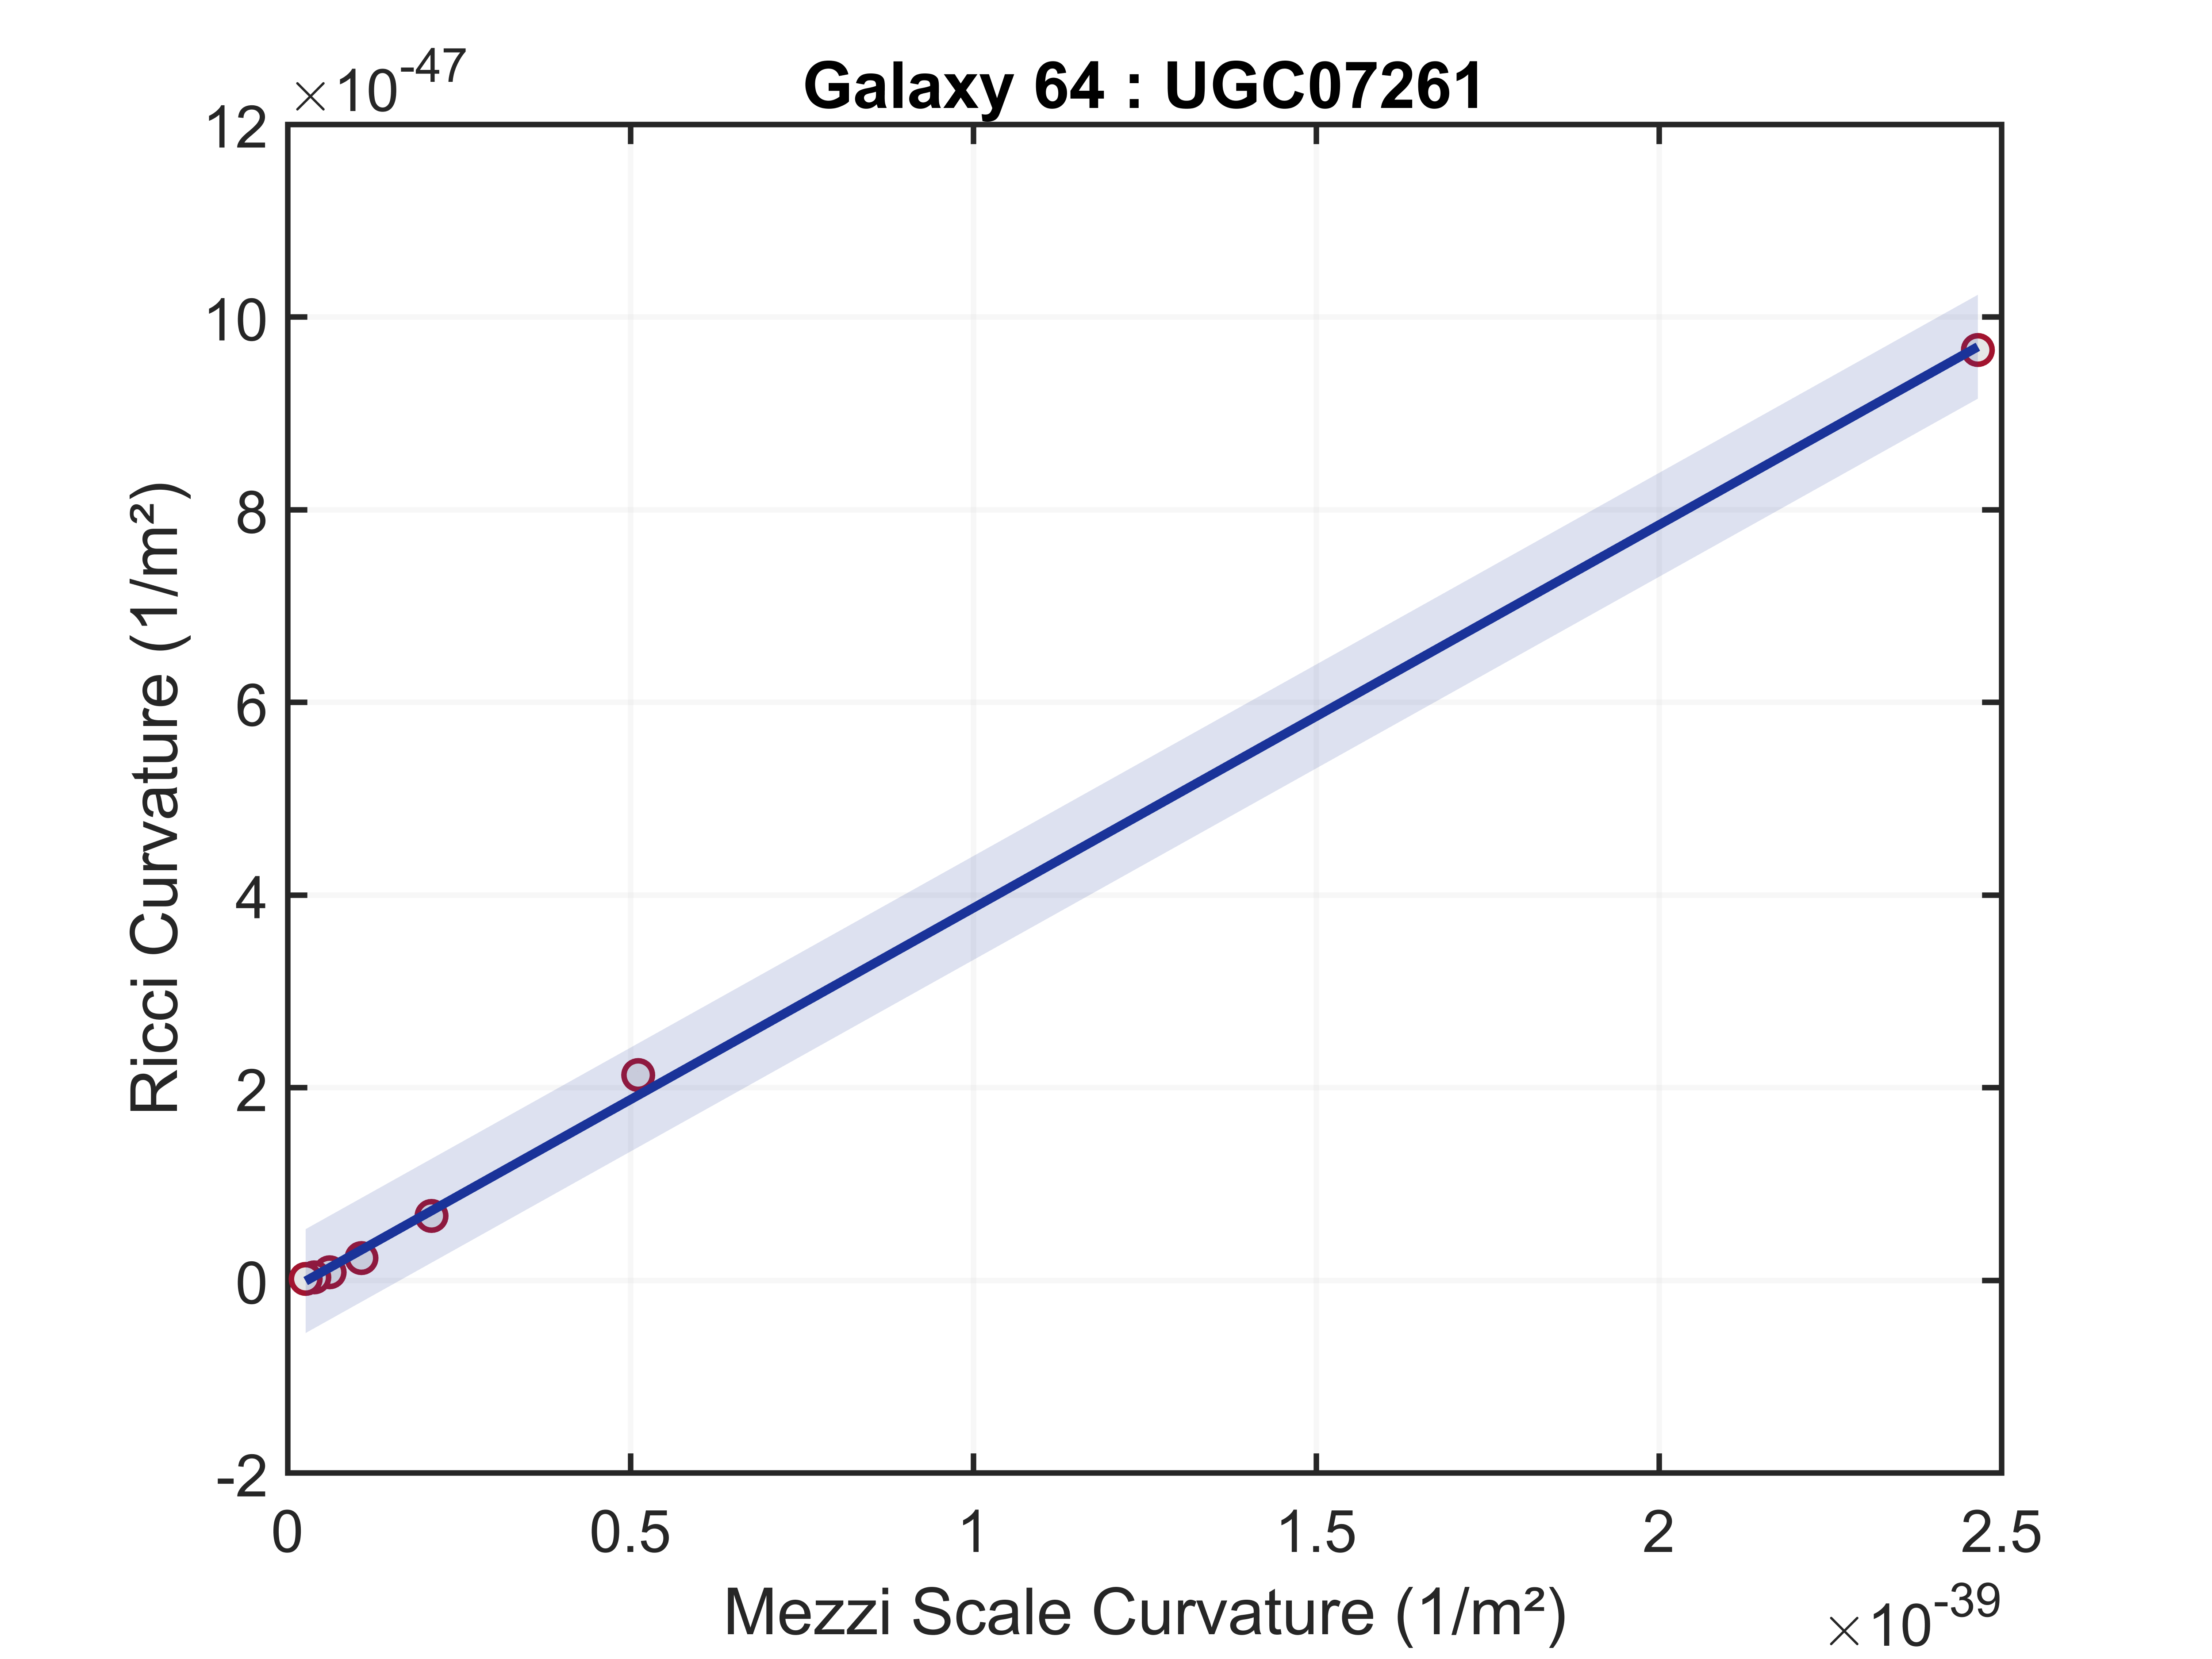 Galaxy 64 : UGC07261
×10⁻⁴⁷
12
10
8
6
4
2
0
-2
Ricci Curvature (1/m²)
0 0.5 1 1.5 2 2.5
Mezzi Scale Curvature (1/m²)
×10⁻³⁹